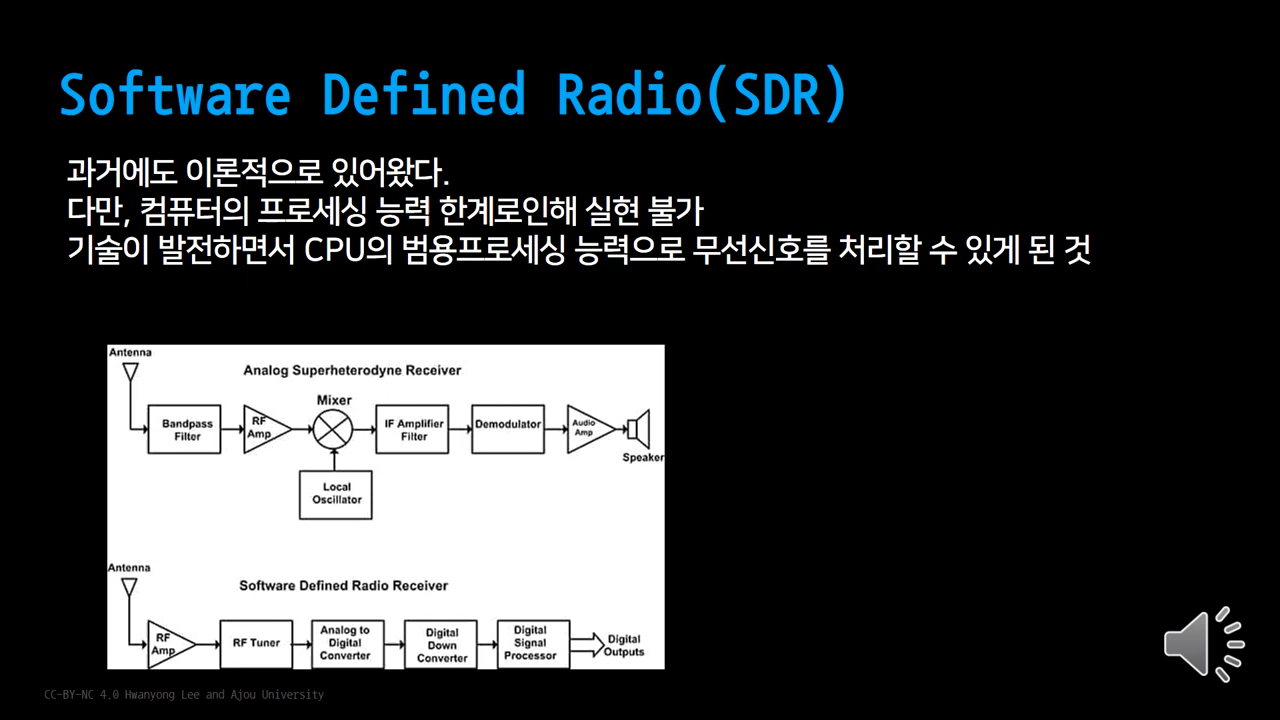 Software Defined Radio(SDR)
과거에도 이론적으로 있어왔다.
다만, 컴퓨터의 프로세싱 능력 한계로인해 실현 불가
기술이 발전하면서 CPU의 범용프로세싱 능력으로 무선신호를 처리할 수 있게 된 것
Antenna
Analog Superheterodyne Receiver
Mixer
Bandpass
Filter
RF
Amp
IF Amplifier
Filter
Demodulator
Audio
Amp
Speaker
Local
Oscillator
Antenna
Software Defined Radio Receiver
RF
Amp
RF Tuner
Analog to
Digital
Converter
Digital
Down
Converter
Digital
Signal
Processor
Digital
Outputs
CC-BY-NC 4.0 Hwanyong Lee and Ajou University